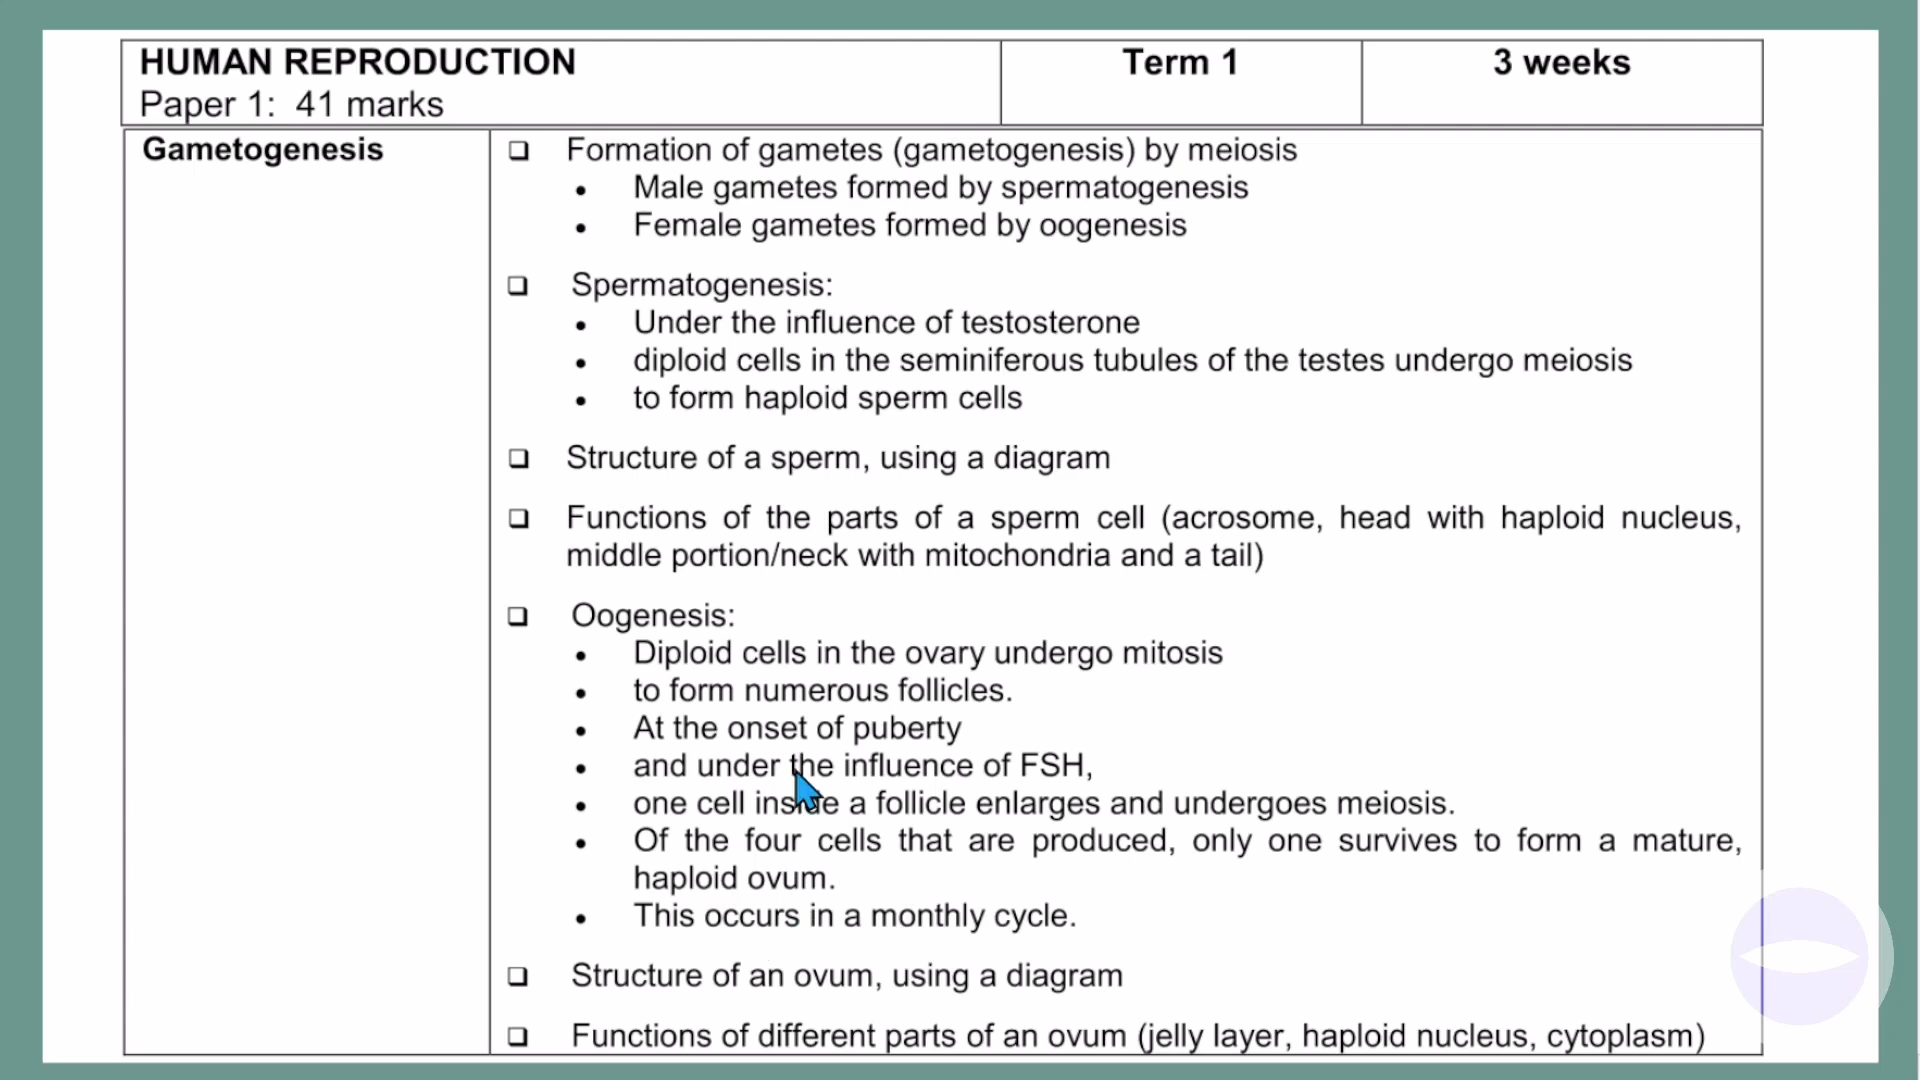 HUMAN REPRODUCTION
Paper 1: 41 marks
Term 1
3 weeks
Gametogenesis
❑ Formation of gametes (gametogenesis) by meiosis
• Male gametes formed by spermatogenesis
• Female gametes formed by oogenesis
❑ Spermatogenesis:
• Under the influence of testosterone
• diploid cells in the seminiferous tubules of the testes undergo meiosis
• to form haploid sperm cells
❑ Structure of a sperm, using a diagram
❑ Functions of the parts of a sperm cell (acrosome, head with haploid nucleus,
middle portion/neck with mitochondria and a tail)
❑ Oogenesis:
• Diploid cells in the ovary undergo mitosis
• to form numerous follicles.
• At the onset of puberty
• and under the influence of FSH,
• one cell inside a follicle enlarges and undergoes meiosis.
• Of the four cells that are produced, only one survives to form a mature,
haploid ovum.
• This occurs in a monthly cycle.
❑ Structure of an ovum, using a diagram
❑ Functions of different parts of an ovum (jelly layer, haploid nucleus, cytoplasm)